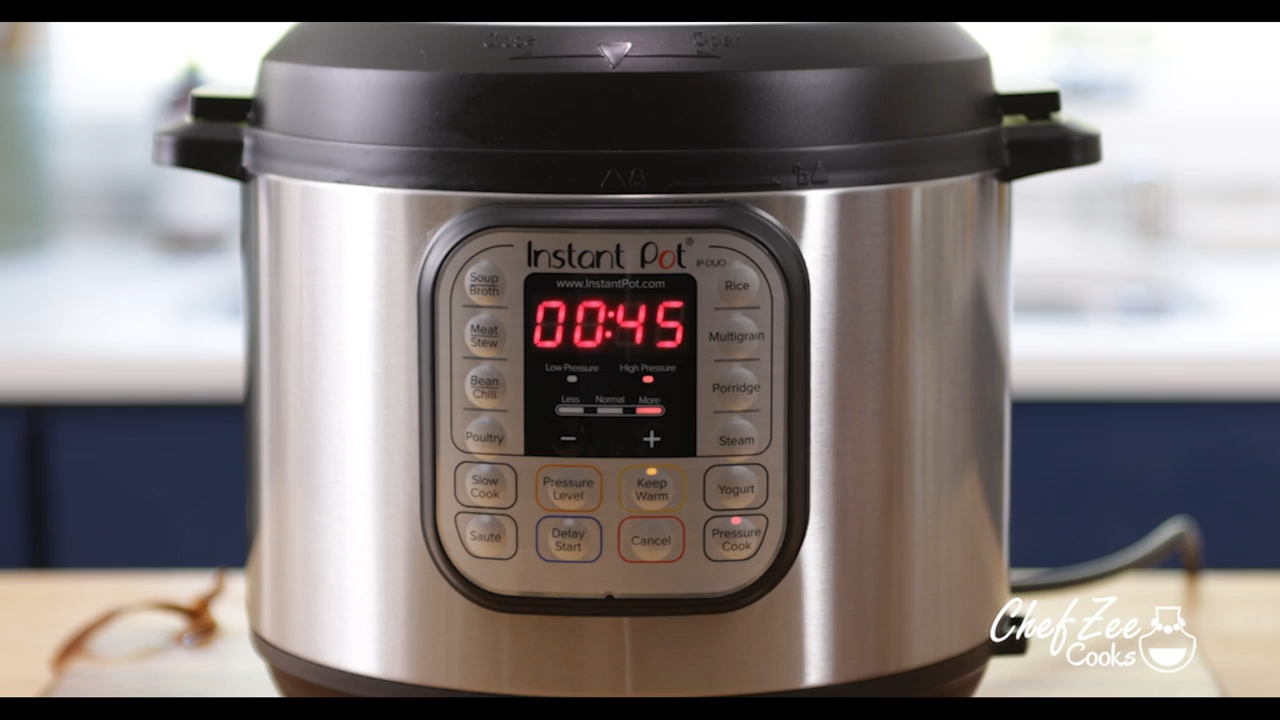 Close
Open
Instant Pot®
IP-DUO
www.InstantPot.com
00:45
Low Pressure
High Pressure
Less
Normal
More
−
+
Soup
Broth
Meat
Stew
Bean
Chili
Poultry
Rice
Multigrain
Porridge
Steam
Slow
Cook
Pressure
Level
Keep
Warm
Yogurt
Sauté
Delay
Start
Cancel
Pressure
Cook
Chef Zee
Cooks